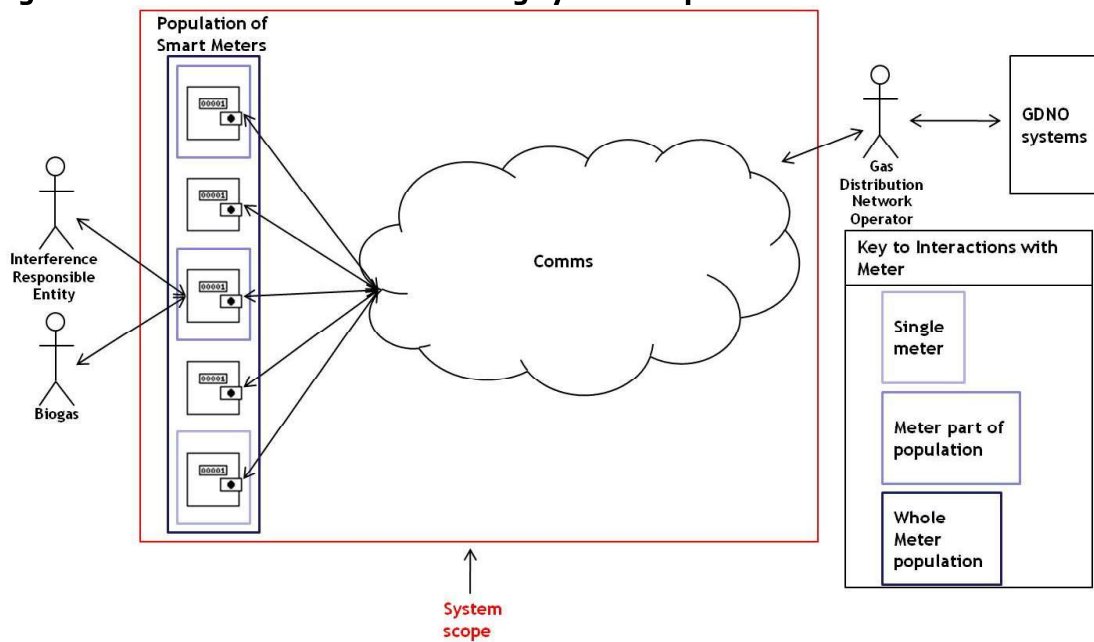 Population of
Smart Meters
00001
00001
00001
00001
00001
Interference
Responsible
Entity
Biogas
Comms
Gas
Distribution
Network
Operator
GDNO
systems
Key to Interactions with
Meter
Single
meter
Meter part of
population
Whole
Meter
population
System
scope